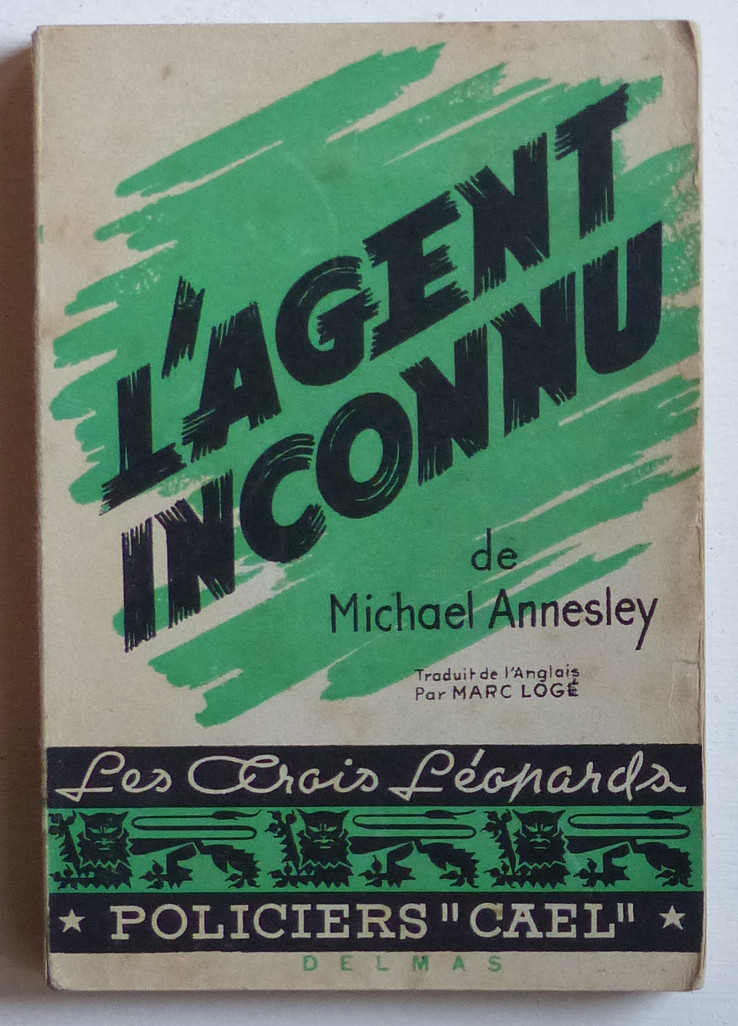 L'AGENT
INCONNU
de
Michael Annesley
Traduit de l'Anglais
Par MARC LOGÉ
Les Trois Léopards
★ POLICIERS "CAEL" ★
DELMAS